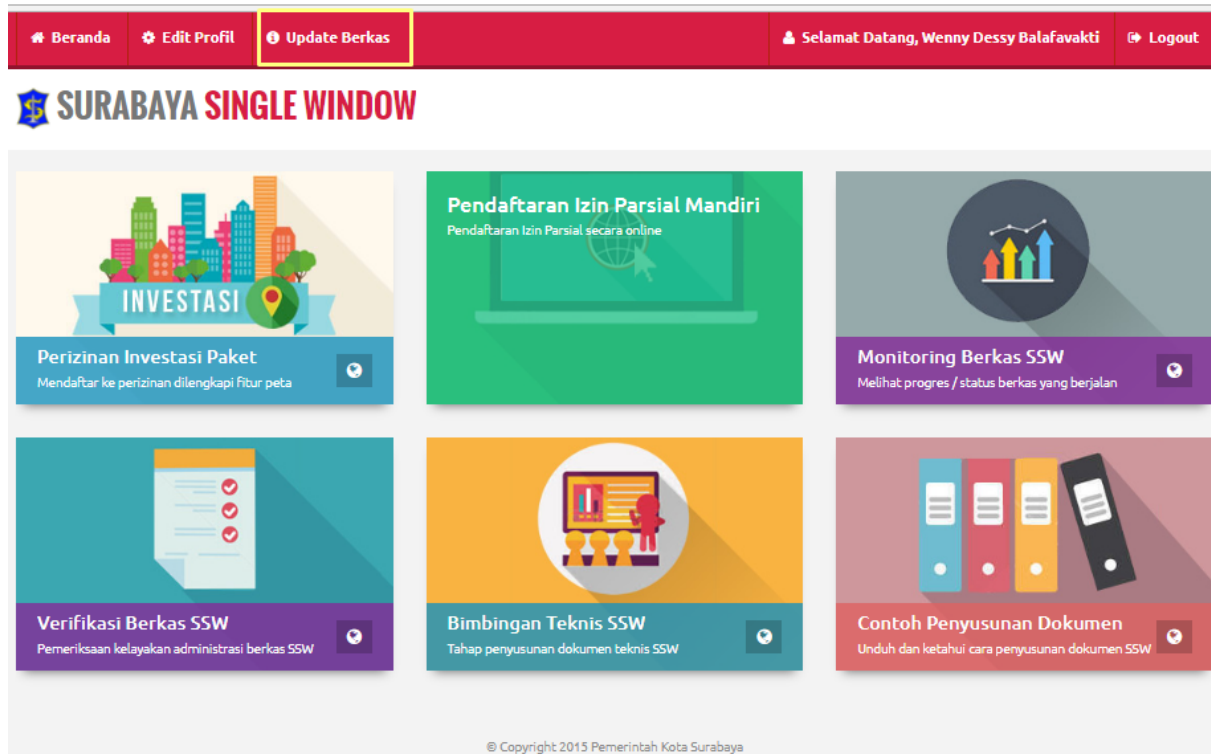 Beranda Edit Profil Update Berkas Selamat Datang, Wenny Dessy Balafavakti Logout
SURABAYA SINGLE WINDOW
INVESTASI
Perizinan Investasi Paket
Mendaftar ke perizinan dilengkapi fitur peta
Pendaftaran Izin Parsial Mandiri
Pendaftaran Izin Parsial secara online
Monitoring Berkas SSW
Melihat progres / status berkas yang berjalan
Verifikasi Berkas SSW
Pemeriksaan kelayakan administrasi berkas SSW
Bimbingan Teknis SSW
Tahap penyusunan dokumen teknis SSW
Contoh Penyusunan Dokumen
Unduh dan ketahui cara penyusunan dokumen SSW
© Copyright 2015 Pemerintah Kota Surabaya